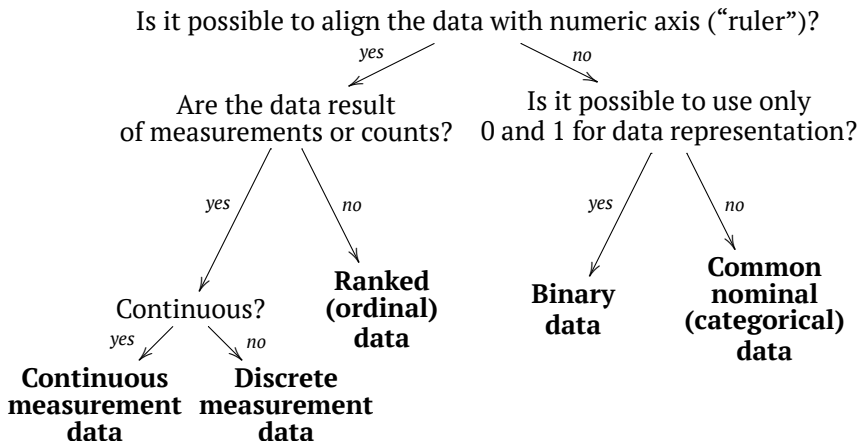 Is it possible to align the data with numeric axis (“ruler”)?
yes
no
Are the data result
of measurements or counts?
Is it possible to use only
0 and 1 for data representation?
yes
no
yes
no
Ranked
(ordinal)
data
Binary
data
Common
nominal
(categorical)
data
Continuous?
yes
no
Continuous
measurement
data
Discrete
measurement
data